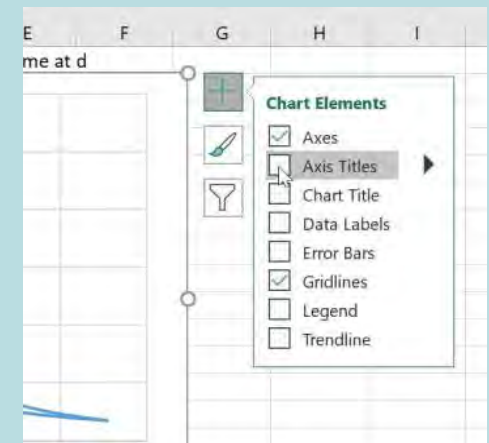 E F G H I
me at d
Chart Elements
Axes
Axis Titles
Chart Title
Data Labels
Error Bars
Gridlines
Legend
Trendline